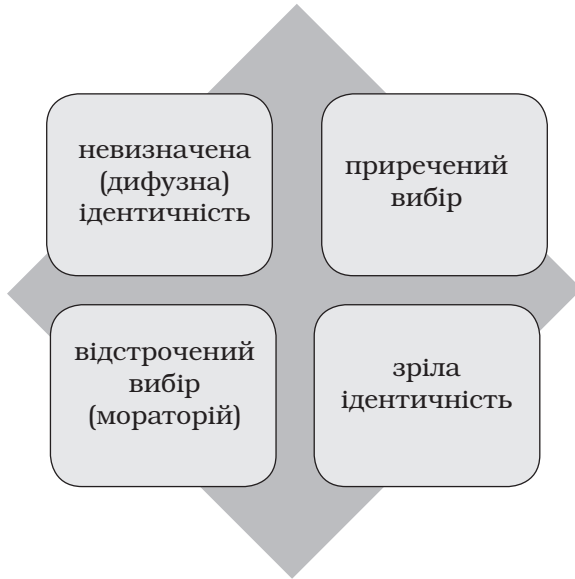 невизначена
(дифузна)
ідентичність
приречений
вибір
відстрочений
вибір
(мораторій)
зріла
ідентичність